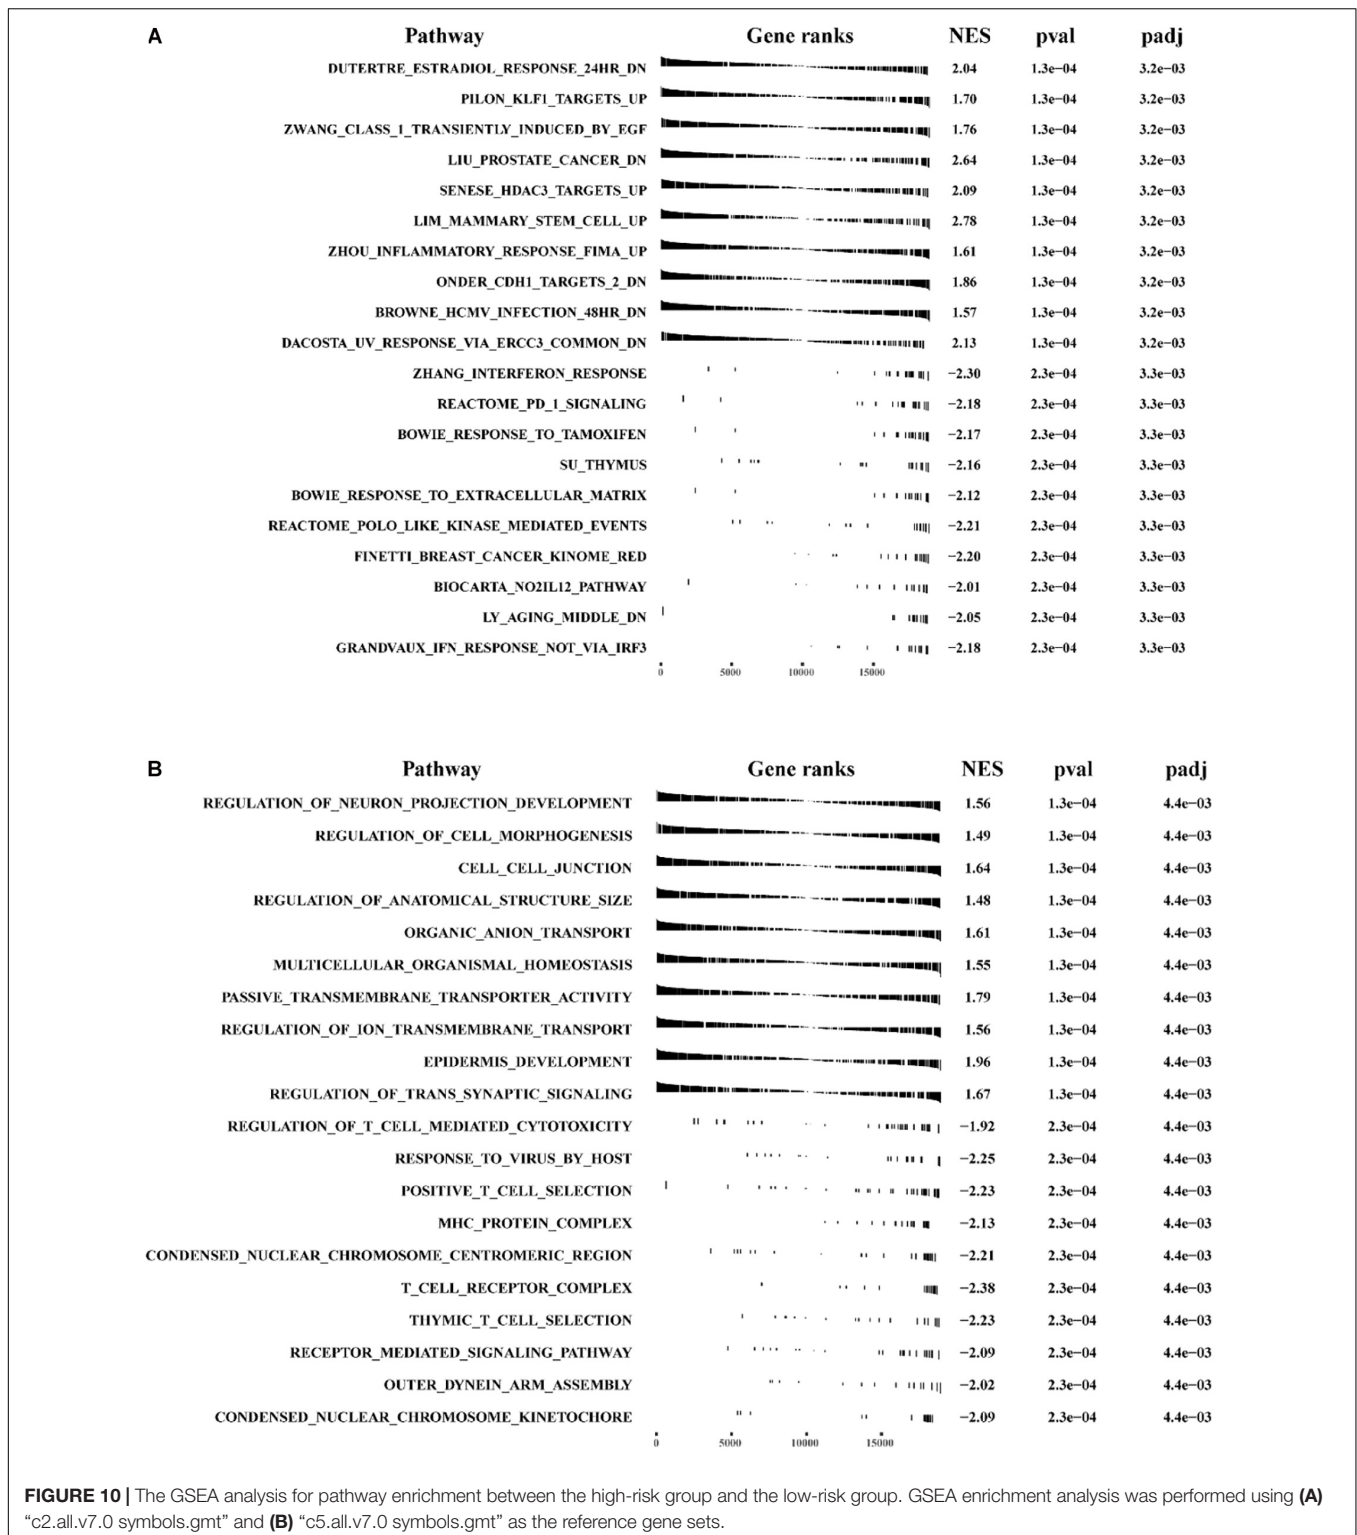 A Pathway Gene ranks NES pval padj
DUTERTRE_ESTRADIOL_RESPONSE_24HR_DN 2.04 1.3e−04 3.2e−03
PILON_KLF1_TARGETS_UP 1.70 1.3e−04 3.2e−03
ZWANG_CLASS_1_TRANSIENTLY_INDUCED_BY_EGF 1.76 1.3e−04 3.2e−03
LIU_PROSTATE_CANCER_DN 2.64 1.3e−04 3.2e−03
SENESE_HDAC3_TARGETS_UP 2.09 1.3e−04 3.2e−03
LIM_MAMMARY_STEM_CELL_UP 2.78 1.3e−04 3.2e−03
ZHOU_INFLAMMATORY_RESPONSE_FIMA_UP 1.61 1.3e−04 3.2e−03
ONDER_CDH1_TARGETS_2_DN 1.86 1.3e−04 3.2e−03
BROWNE_HCMV_INFECTION_48HR_DN 1.57 1.3e−04 3.2e−03
DACOSTA_UV_RESPONSE_VIA_ERCC3_COMMON_DN 2.13 1.3e−04 3.2e−03
ZHANG_INTERFERON_RESPONSE −2.30 2.3e−04 3.3e−03
REACTOME_PD_1_SIGNALING −2.18 2.3e−04 3.3e−03
BOWIE_RESPONSE_TO_TAMOXIFEN −2.17 2.3e−04 3.3e−03
SU_THYMUS −2.16 2.3e−04 3.3e−03
BOWIE_RESPONSE_TO_EXTRACELLULAR_MATRIX −2.12 2.3e−04 3.3e−03
REACTOME_POLO_LIKE_KINASE_MEDIATED_EVENTS −2.21 2.3e−04 3.3e−03
FINETTI_BREAST_CANCER_KINOME_RED −2.20 2.3e−04 3.3e−03
BIOCARTA_NO2IL12_PATHWAY −2.01 2.3e−04 3.3e−03
LY_AGING_MIDDLE_DN −2.05 2.3e−04 3.3e−03
GRANDVAUX_IFN_RESPONSE_NOT_VIA_IRF3 −2.18 2.3e−04 3.3e−03
0 5000 10000 15000
B Pathway Gene ranks NES pval padj
REGULATION_OF_NEURON_PROJECTION_DEVELOPMENT 1.56 1.3e−04 4.4e−03
REGULATION_OF_CELL_MORPHOGENESIS 1.49 1.3e−04 4.4e−03
CELL_CELL_JUNCTION 1.64 1.3e−04 4.4e−03
REGULATION_OF_ANATOMICAL_STRUCTURE_SIZE 1.48 1.3e−04 4.4e−03
ORGANIC_ANION_TRANSPORT 1.61 1.3e−04 4.4e−03
MULTICELLULAR_ORGANISMAL_HOMEOSTASIS 1.55 1.3e−04 4.4e−03
PASSIVE_TRANSMEMBRANE_TRANSPORTER_ACTIVITY 1.79 1.3e−04 4.4e−03
REGULATION_OF_ION_TRANSMEMBRANE_TRANSPORT 1.56 1.3e−04 4.4e−03
EPIDERMIS_DEVELOPMENT 1.96 1.3e−04 4.4e−03
REGULATION_OF_TRANS_SYNAPTIC_SIGNALING 1.67 1.3e−04 4.4e−03
REGULATION_OF_T_CELL_MEDIATED_CYTOTOXICITY −1.92 2.3e−04 4.4e−03
RESPONSE_TO_VIRUS_BY_HOST −2.25 2.3e−04 4.4e−03
POSITIVE_T_CELL_SELECTION −2.23 2.3e−04 4.4e−03
MHC_PROTEIN_COMPLEX −2.13 2.3e−04 4.4e−03
CONDENSED_NUCLEAR_CHROMOSOME_CENTROMERIC_REGION −2.21 2.3e−04 4.4e−03
T_CELL_RECEPTOR_COMPLEX −2.38 2.3e−04 4.4e−03
THYMIC_T_CELL_SELECTION −2.23 2.3e−04 4.4e−03
RECEPTOR_MEDIATED_SIGNALING_PATHWAY −2.09 2.3e−04 4.4e−03
OUTER_DYNEIN_ARM_ASSEMBLY −2.02 2.3e−04 4.4e−03
CONDENSED_NUCLEAR_CHROMOSOME_KINETOCHORE −2.09 2.3e−04 4.4e−03
0 5000 10000 15000
FIGURE 10 | The GSEA analysis for pathway enrichment between the high-risk group and the low-risk group. GSEA enrichment analysis was performed using (A)
“c2.all.v7.0 symbols.gmt” and (B) “c5.all.v7.0 symbols.gmt” as the reference gene sets.